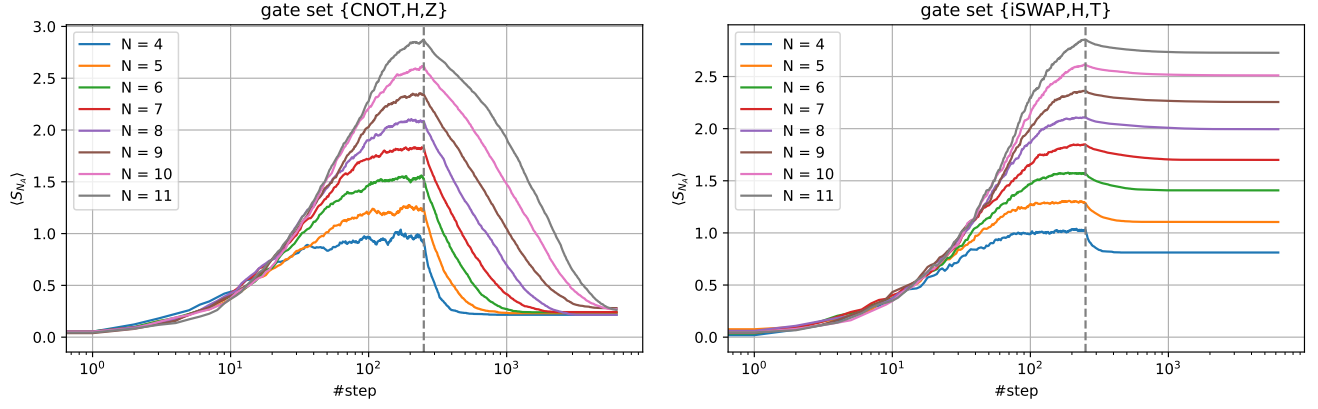 gate set {CNOT,H,Z}
3.0
2.5
2.0
1.5
1.0
0.5
0.0
⟨S_{N_A}⟩
N = 4
N = 5
N = 6
N = 7
N = 8
N = 9
N = 10
N = 11
10^0 10^1 10^2 10^3
#step
gate set {iSWAP,H,T}
2.5
2.0
1.5
1.0
0.5
0.0
⟨S_{N_A}⟩
N = 4
N = 5
N = 6
N = 7
N = 8
N = 9
N = 10
N = 11
10^0 10^1 10^2 10^3
#step